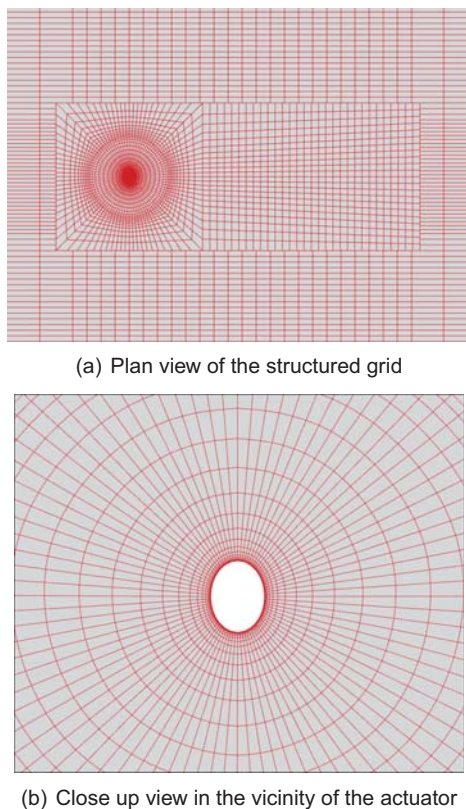 (a) Plan view of the structured grid
(b) Close up view in the vicinity of the actuator